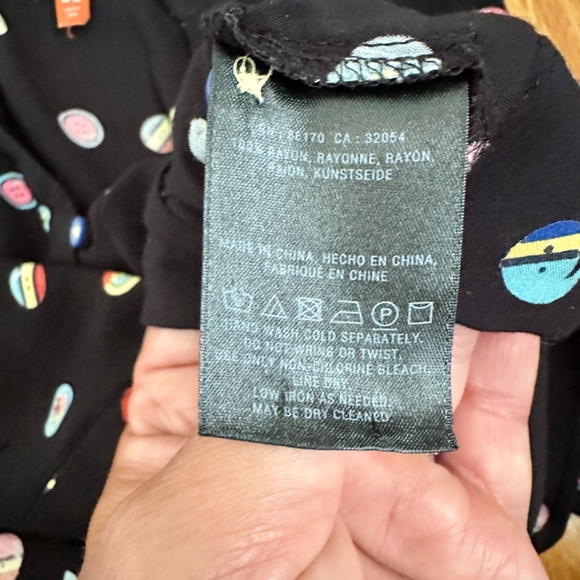 RN : 6E170 CA : 32054
100% RAYON, RAYONNE, RAYÓN,
RAION, KUNSTSEIDE
MADE IN CHINA, HECHO EN CHINA,
FABRIQUE EN CHINE
HAND WASH COLD SEPARATELY.
DO NOT WRING OR TWIST.
USE ONLY NON-CHLORINE BLEACH.
LINE DRY.
LOW IRON AS NEEDED.
MAY BE DRY CLEANED.